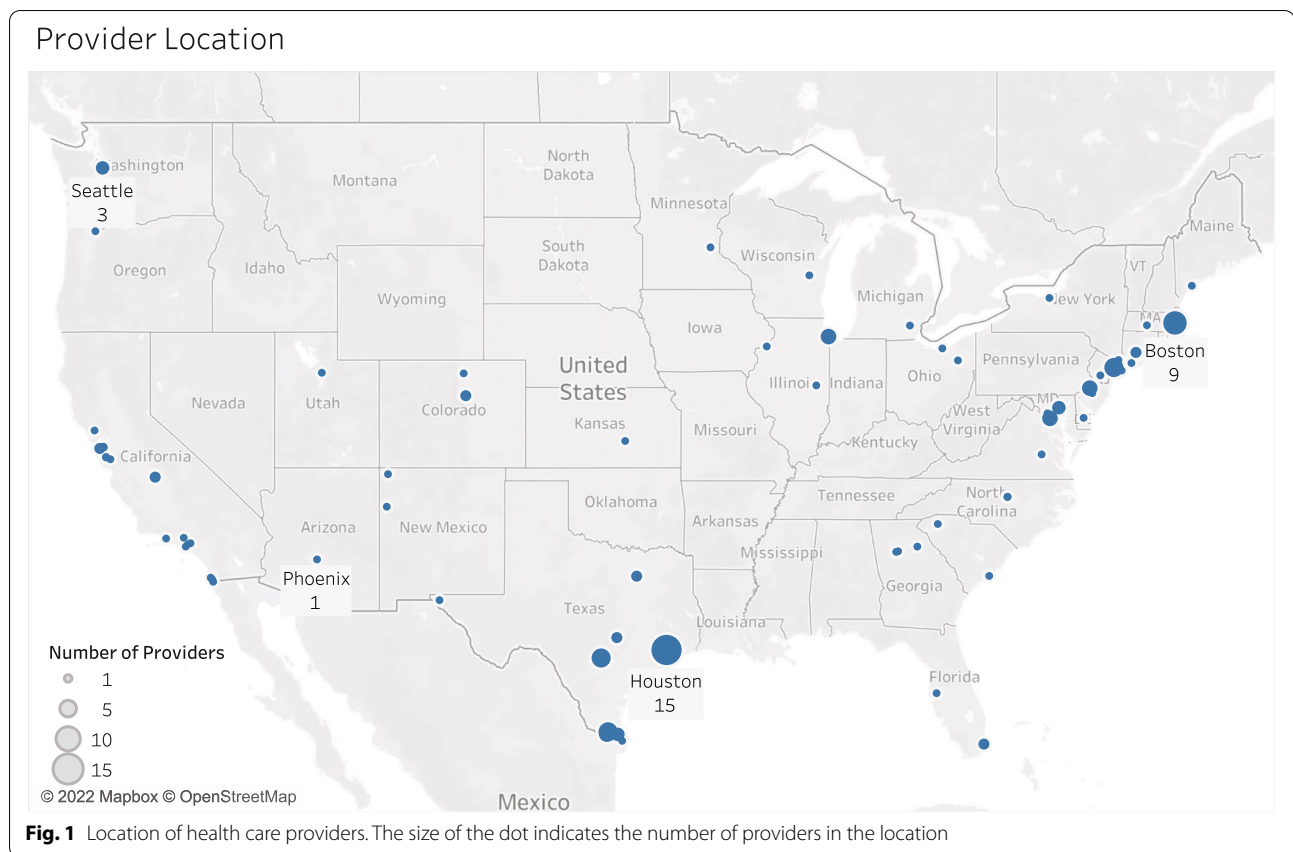 Provider Location
ashington
Seattle
3
Montana
North
Dakota
Minnesota
Maine
Oregon
Idaho
South
Dakota
Wisconsin
VT
Wyoming
Michigan
New York
MA
Iowa
Boston
9
Nevada
Utah
Colorado
United
States
Illinoi
Indiana
Ohio
Pennsylvania
MD
West
Virginia
Kansas
Missouri
Kentucky
California
Arizona
New Mexico
Oklahoma
Arkansas
Tennessee
North
Carolina
Mississippi
Phoenix
1
Texas
Louisiana
Georgia
Houston
15
Florida
Number of Providers
1
5
10
15
© 2022 Mapbox © OpenStreetMap
Mexico
Fig. 1 Location of health care providers. The size of the dot indicates the number of providers in the location